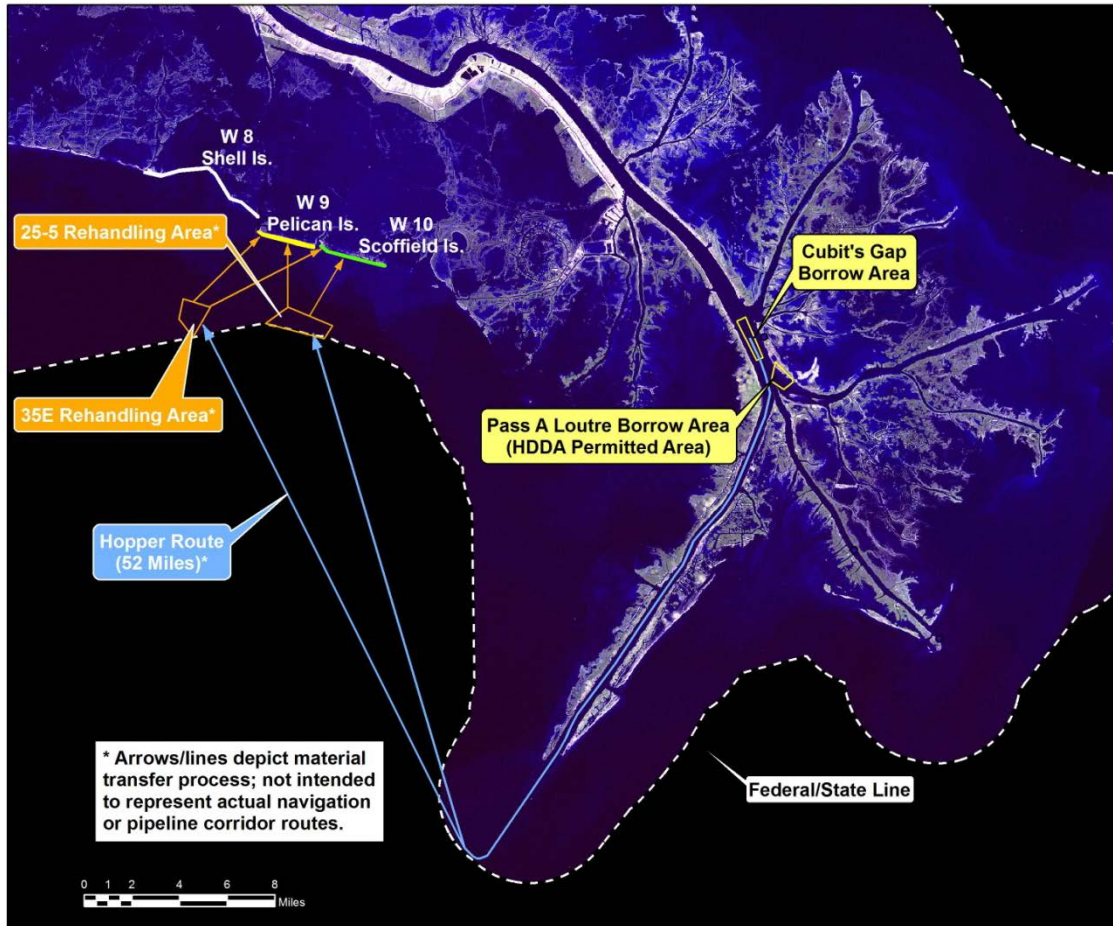 W 8
Shell Is.
W 9
Pelican Is.
W 10
Scoffield Is.
25-5 Rehandling Area*
Cubit's Gap
Borrow Area
35E Rehandling Area*
Pass A Loutre Borrow Area
(HDDA Permitted Area)
Hopper Route
(52 Miles)*
* Arrows/lines depict material
transfer process; not intended
to represent actual navigation
or pipeline corridor routes.
Federal/State Line
0 1 2 4 6 8
Miles